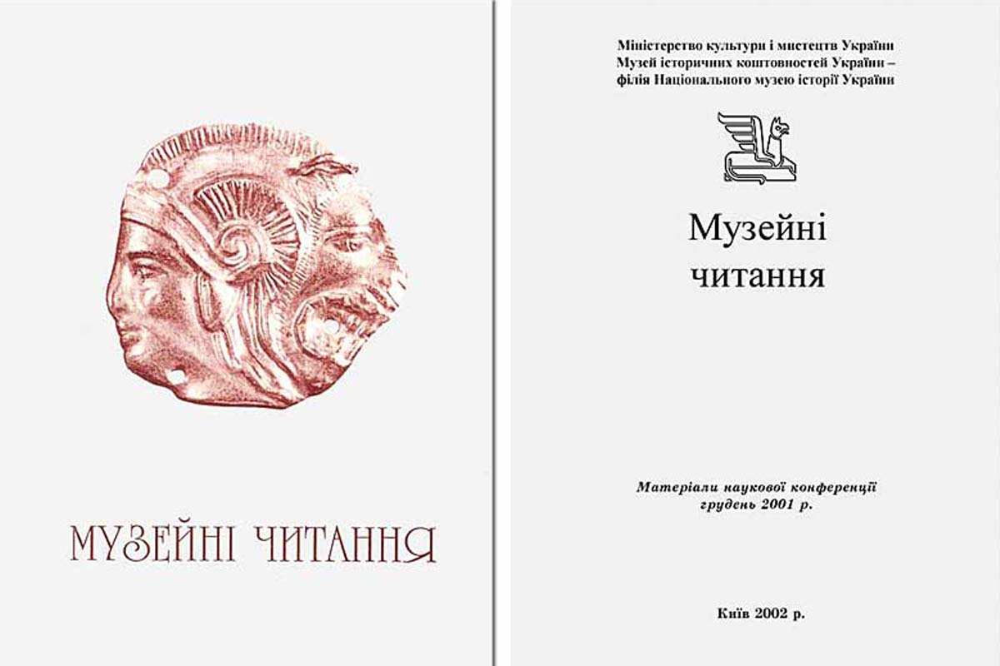 МУЗЕЙНІ ЧИТАННЯ
Міністерство культури і мистецтв України
Музей історичних коштовностей України –
філія Національного музею історії України
Музейні
читання
Матеріали наукової конференції
грудень 2001 р.
Київ 2002 р.